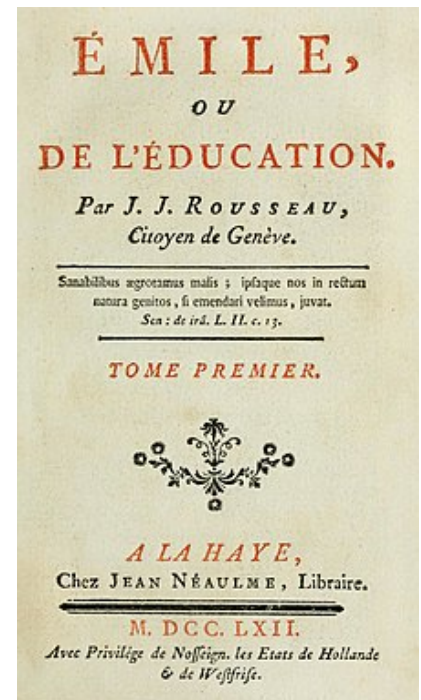 ÉMILE,
OU
DE L'ÉDUCATION.
Par J. J. ROUSSEAU,
Citoyen de Genève.
Sanabilibus ægrotamus malis ; ipſaque nos in rectum
natura genitos, ſi emendari velimus, juvat.
Sen : de irâ. L. II. c. 13.
TOME PREMIER.
A LA HAYE,
Chez JEAN NÉAULME, Libraire.
M. DCC. LXII.
Avec Privilége de Noſſeign. les Etats de Hollande
& de Weſtfriſe.